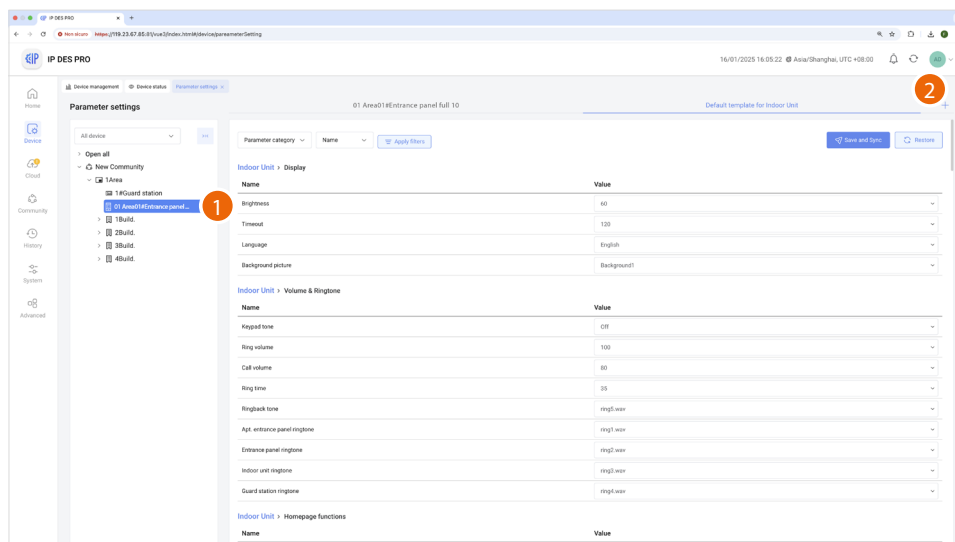 IP DES PRO
Non sicuro https://119.23.67.85:81/vue3/index.html#/device/pareameterSetting
IP DES PRO
16/01/2025 16:05:22 Asia/Shanghai, UTC +08:00
AD
Device management
Device status
Parameter settings
2
Home
Device
Cloud
Community
History
System
Advanced
Parameter settings
All device
Open all
New Community
1Area
1#Guard station
01 Area01#Entrance panel...
1
1Build.
2Build.
3Build.
4Build.
01 Area01#Entrance panel full 10
Default template for Indoor Unit
Parameter category
Name
Apply filters
Save and Sync
Restore
Indoor Unit > Display
Name Value
Brightness 60
Timeout 120
Language English
Background picture Background1
Indoor Unit > Volume & Ringtone
Name Value
Keypad tone Off
Ring volume 100
Call volume 80
Ring time 35
Ringback tone ring5.wav
Apt. entrance panel ringtone ring1.wav
Entrance panel ringtone ring2.wav
Indoor unit ringtone ring3.wav
Guard station ringtone ring4.wav
Indoor Unit > Homepage functions
Name Value